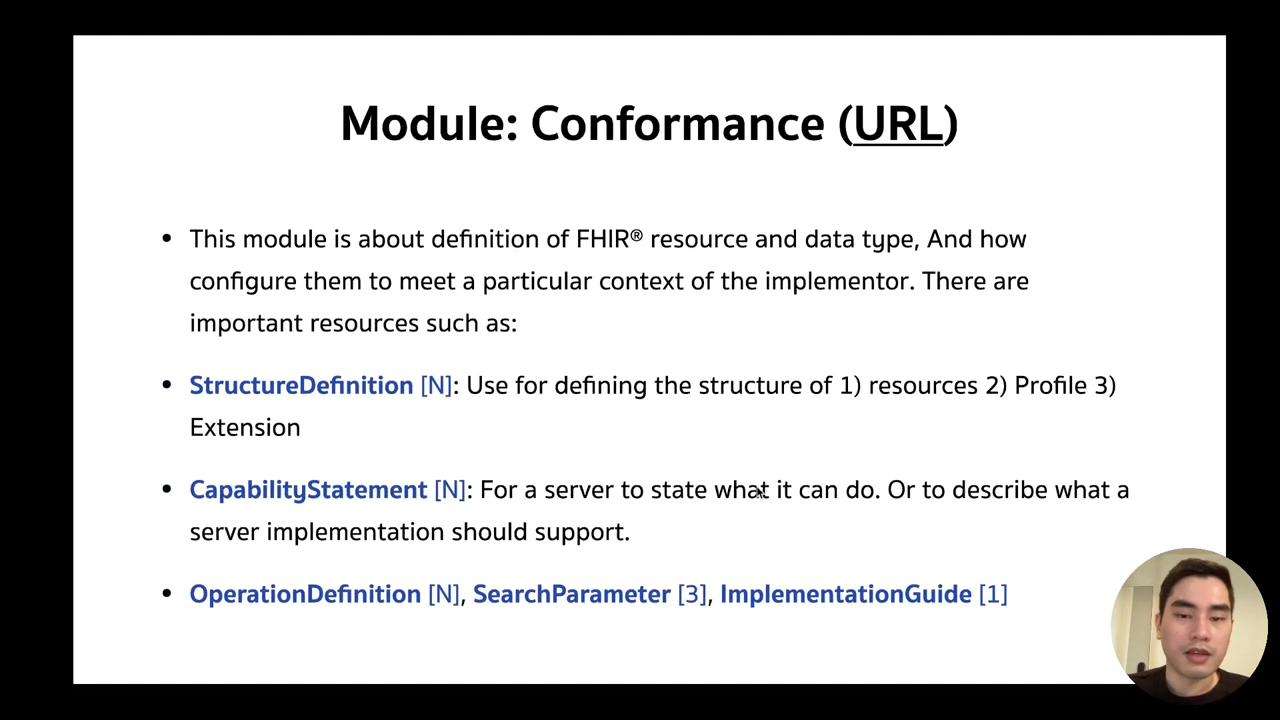 Module: Conformance (URL)
• This module is about definition of FHIR® resource and data type, And how
configure them to meet a particular context of the implementor. There are
important resources such as:
• StructureDefinition [N]: Use for defining the structure of 1) resources 2) Profile 3)
Extension
• CapabilityStatement [N]: For a server to state what it can do. Or to describe what a
server implementation should support.
• OperationDefinition [N], SearchParameter [3], ImplementationGuide [1]